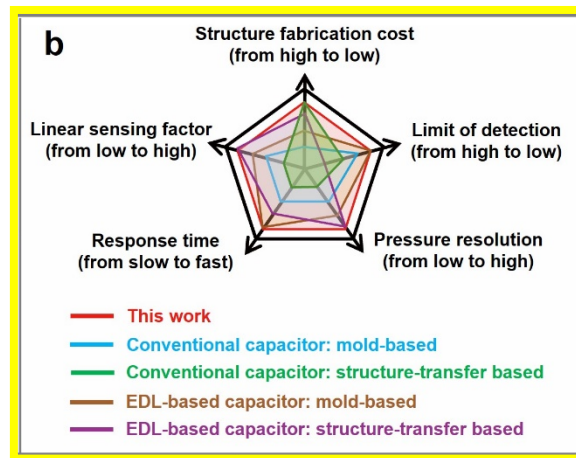 b
Structure fabrication cost
(from high to low)
Linear sensing factor
(from low to high)
Limit of detection
(from high to low)
Response time
(from slow to fast)
Pressure resolution
(from low to high)
This work
Conventional capacitor: mold-based
Conventional capacitor: structure-transfer based
EDL-based capacitor: mold-based
EDL-based capacitor: structure-transfer based